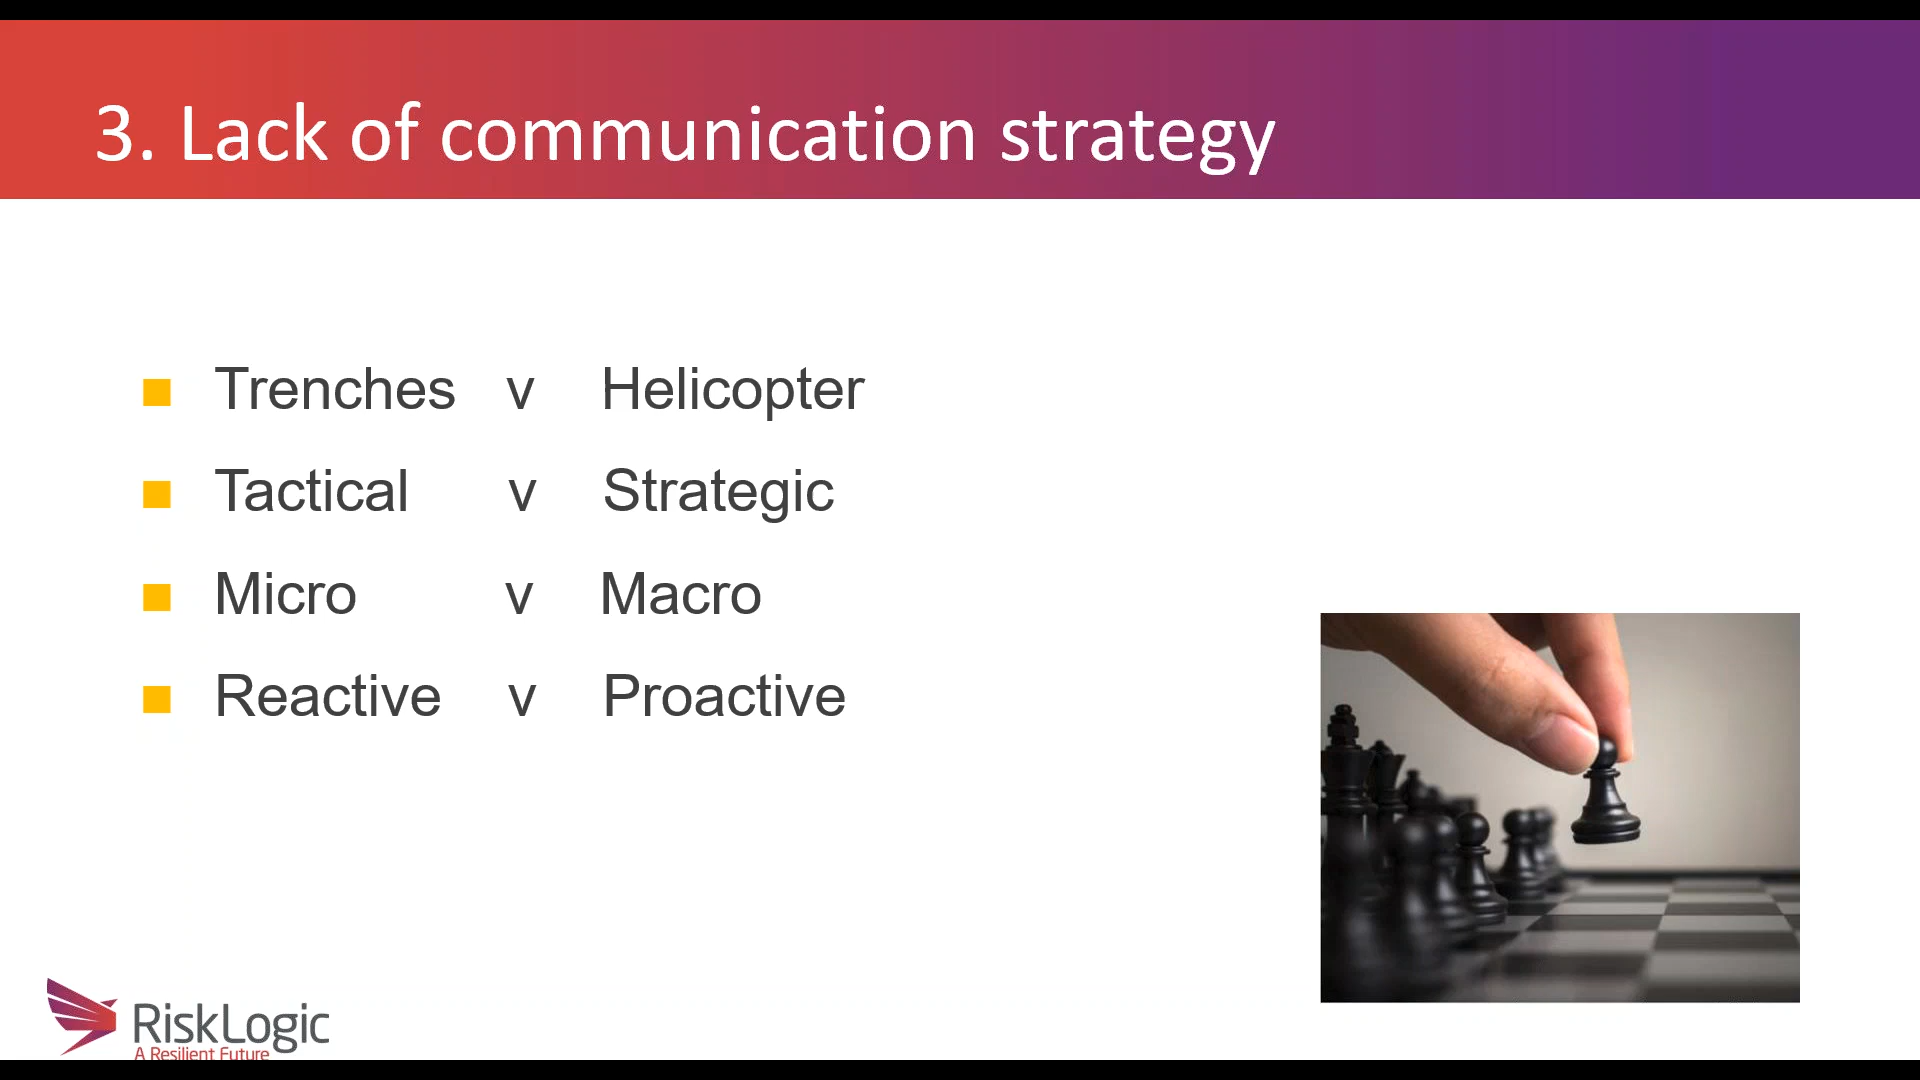 3. Lack of communication strategy
Trenches v Helicopter
Tactical v Strategic
Micro v Macro
Reactive v Proactive
RiskLogic
A Resilient Future